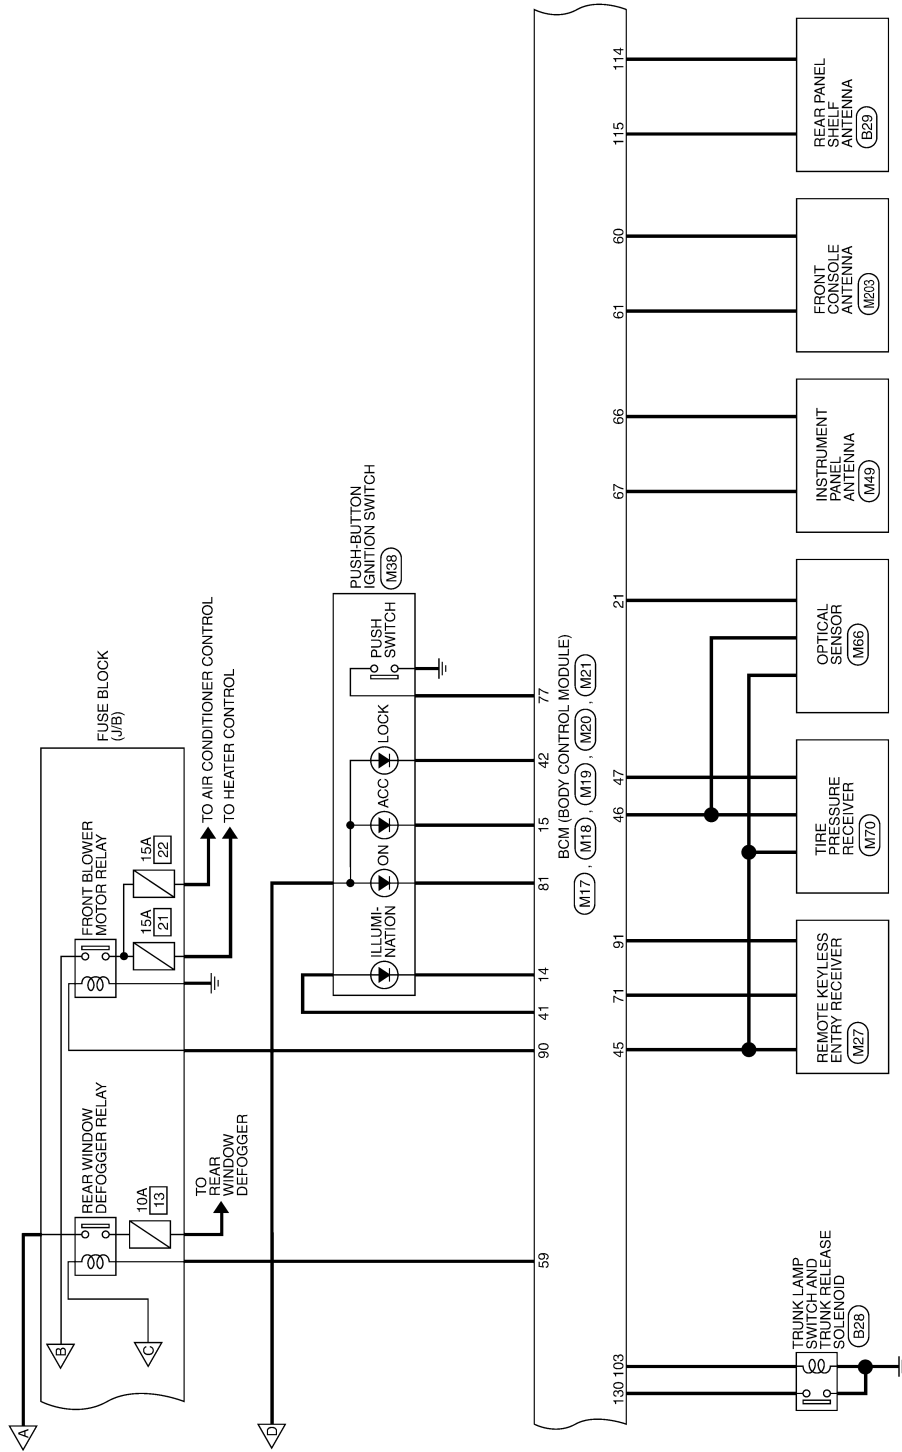 A
B
C
D
FUSE BLOCK
(J/B)
REAR WINDOW
DEFOGGER RELAY
10A
13
TO
REAR
WINDOW
DEFOGGER
FRONT BLOWER
MOTOR RELAY
15A
21
15A
22
TO AIR CONDITIONER CONTROL
TO HEATER CONTROL
PUSH-BUTTON
IGNITION SWITCH
M38
ILLUMI-
NATION
ON
ACC
LOCK
PUSH
SWITCH
59
90
41
14
81
15
42
77
BCM (BODY CONTROL MODULE)
M17 , M18 , M19 , M20 , M21
130
103
45
71
91
46
47
21
67
66
61
60
115
114
TRUNK LAMP
SWITCH AND
TRUNK RELEASE
SOLENOID
B28
REMOTE KEYLESS
ENTRY RECEIVER
M27
TIRE
PRESSURE
RECEIVER
M70
OPTICAL
SENSOR
M66
INSTRUMENT
PANEL
ANTENNA
M49
FRONT
CONSOLE
ANTENNA
M203
REAR PANEL
SHELF
ANTENNA
B29